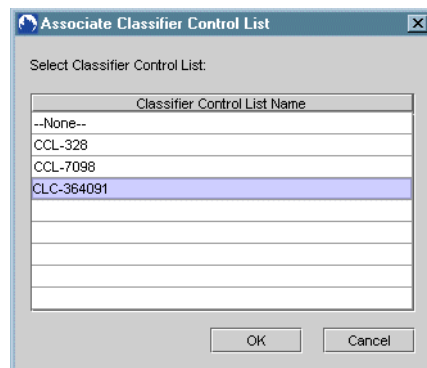 Associate Classifier Control List
Select Classifier Control List:
Classifier Control List Name
--None--
CCL-328
CCL-7098
CLC-364091
OK Cancel